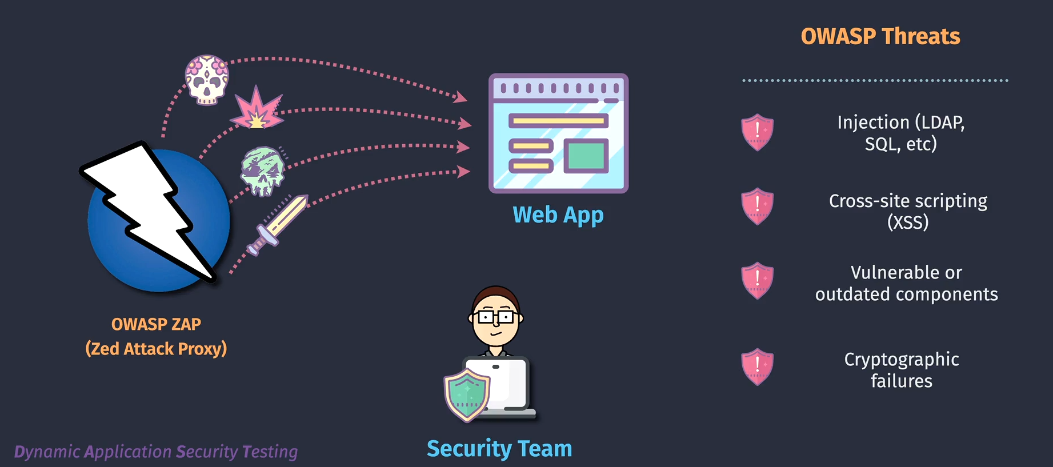 OWASP Threats
Injection (LDAP,
SQL, etc)
Cross-site scripting
(XSS)
Vulnerable or
outdated components
Cryptographic
failures
Web App
OWASP ZAP
(Zed Attack Proxy)
Security Team
Dynamic Application Security Testing